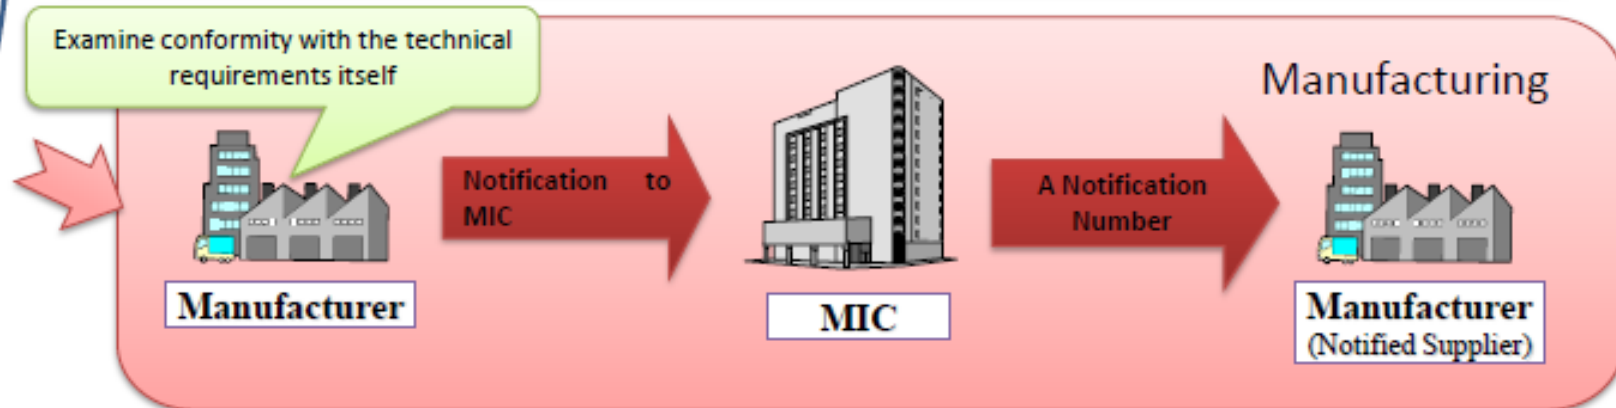 Examine conformity with the technical
requirements itself
Manufacturing
Notification to
MIC
A Notification
Number
Manufacturer
MIC
Manufacturer
(Notified Supplier)